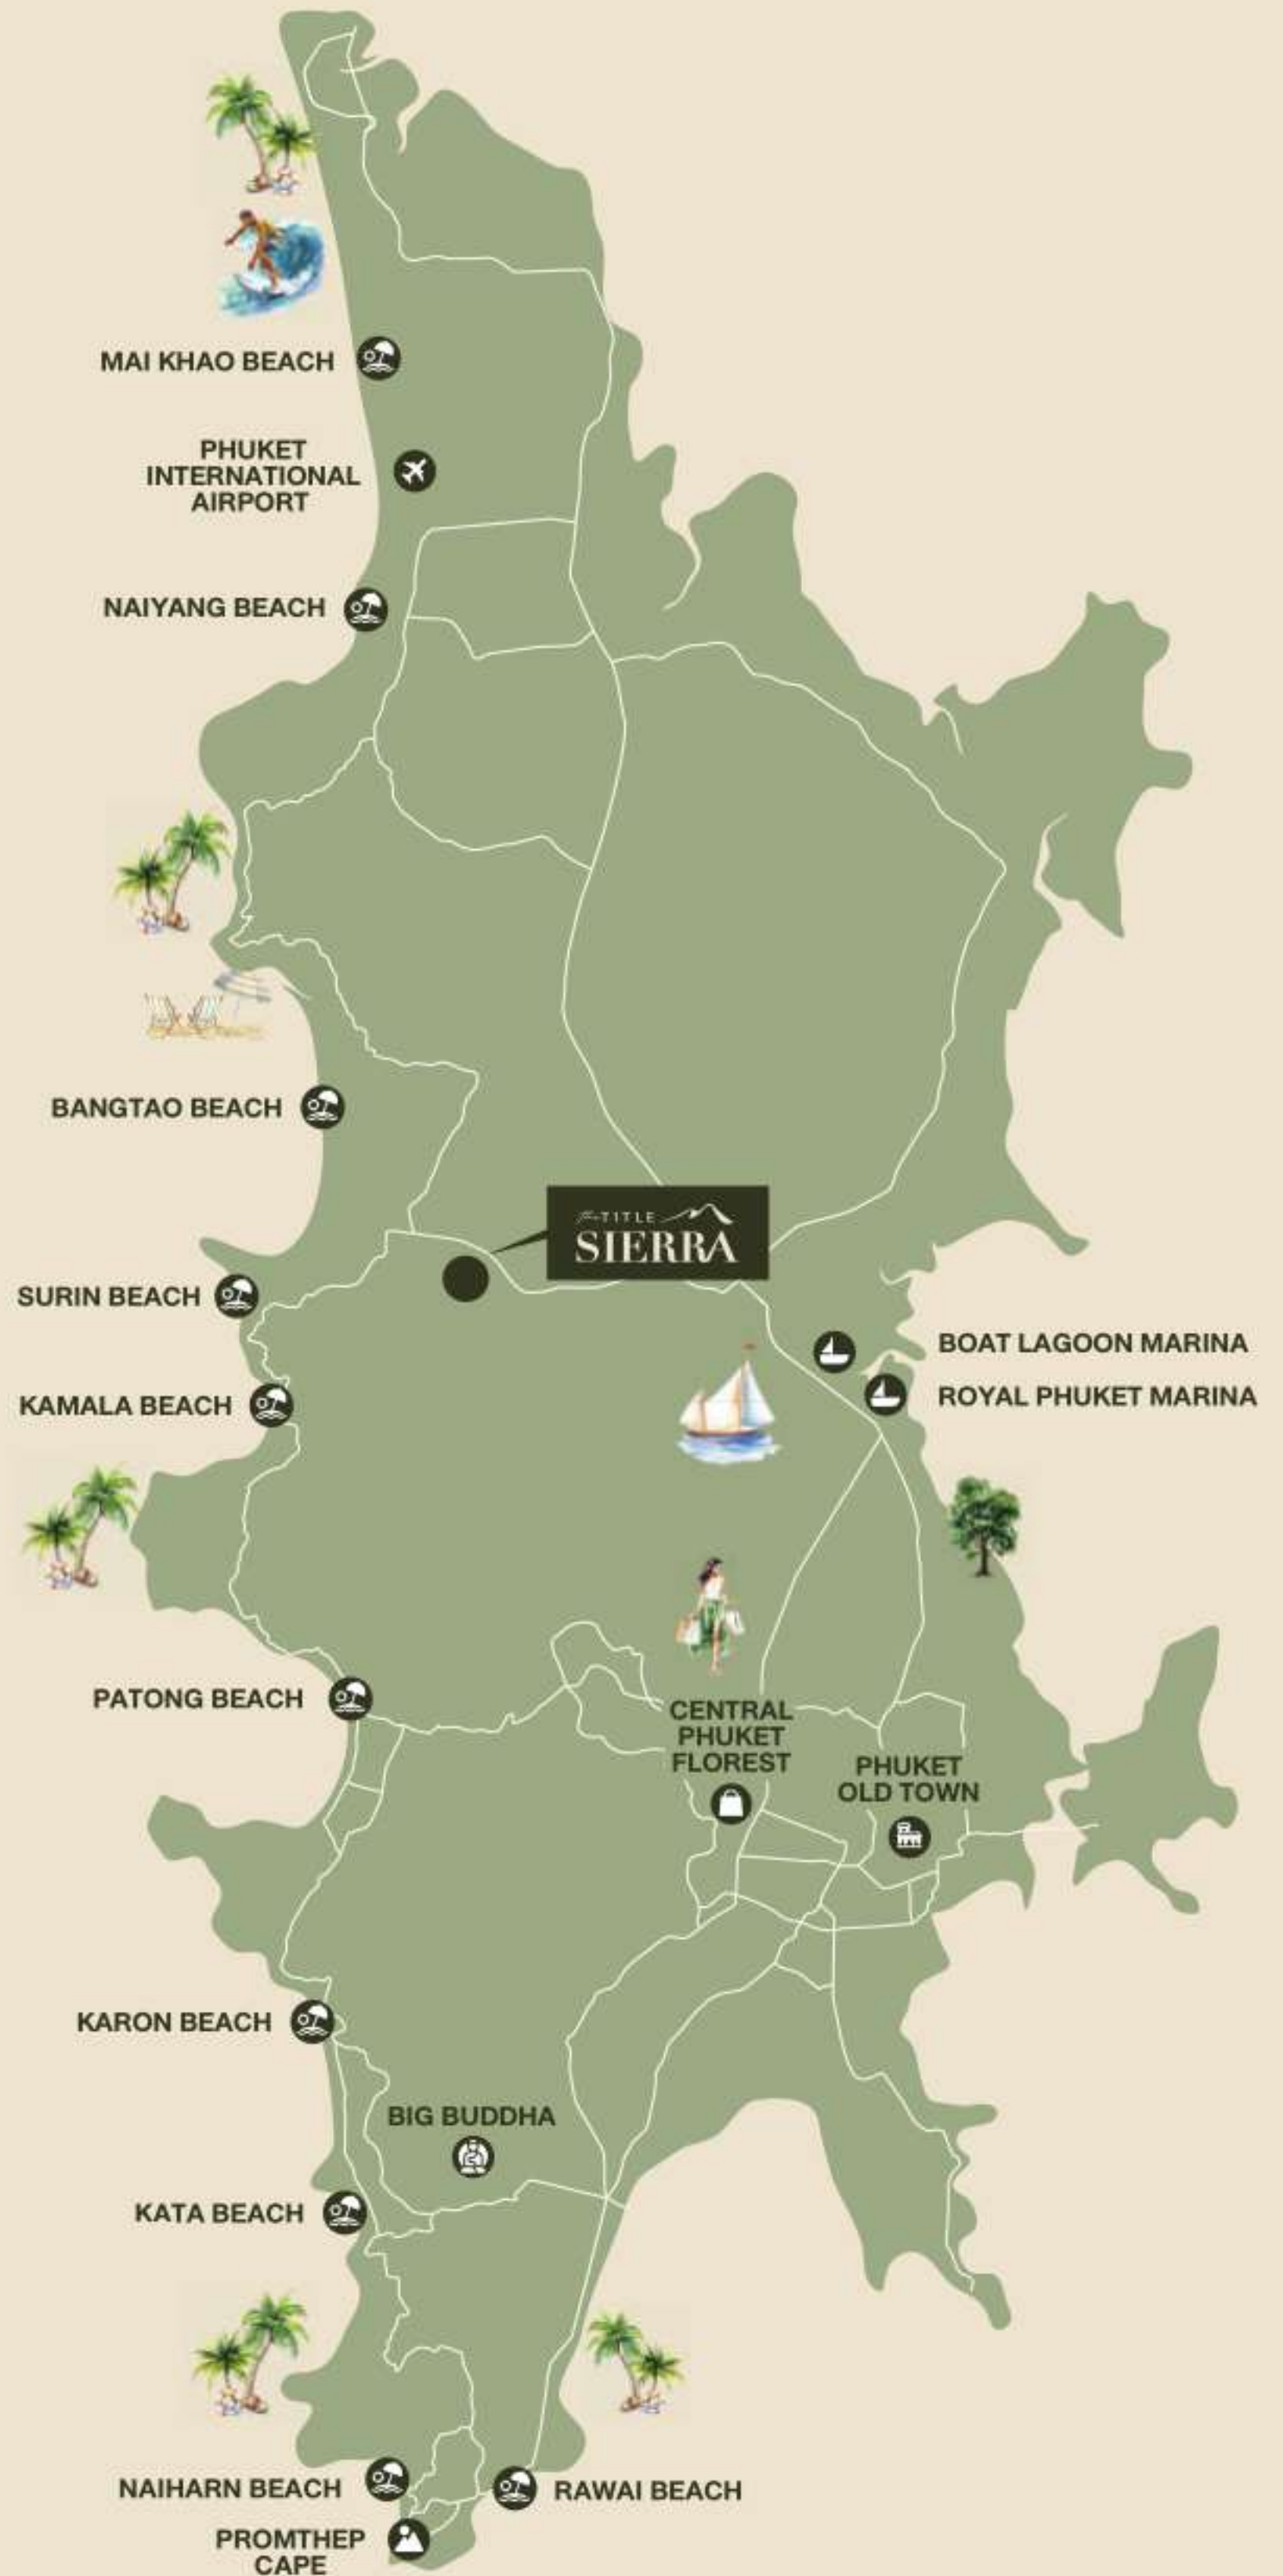 MAI KHAO BEACH
PHUKET
INTERNATIONAL
AIRPORT
NAIYANG BEACH
BANGTAO BEACH
The TITLE
SIERRA
SURIN BEACH
BOAT LAGOON MARINA
KAMALA BEACH
ROYAL PHUKET MARINA
PATONG BEACH
CENTRAL
PHUKET
FLOREST
PHUKET
OLD TOWN
KARON BEACH
BIG BUDDHA
KATA BEACH
NAIHARN BEACH
RAWAI BEACH
PROMTHEP
CAPE